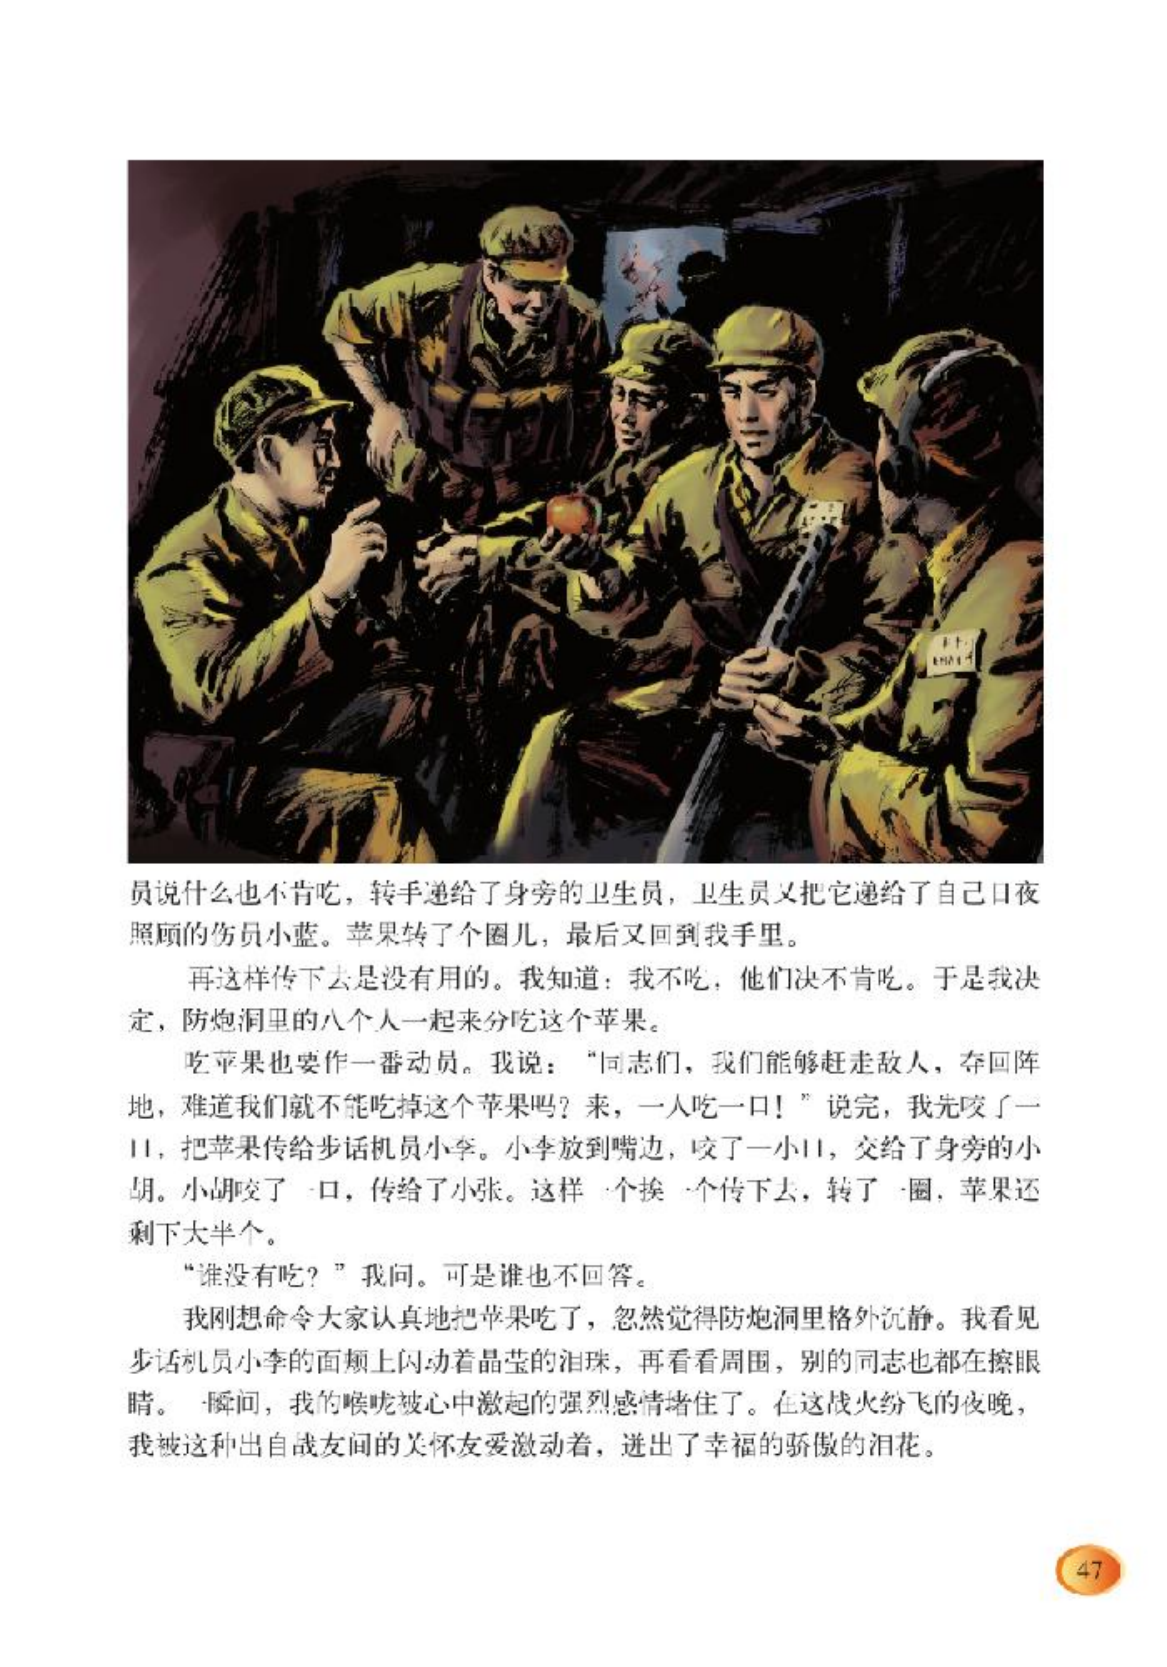 员说什么也不肯吃，转手递给了身旁的卫生员，卫生员又把它递给了自己日夜
照顾的伤员小蓝。苹果转了个圈儿，最后又回到我手里。
再这样传下去是没有用的。我知道：我不吃，他们决不肯吃。于是我决
定，防炮洞里的八个人一起来分吃这个苹果。
吃苹果也要作一番动员。我说：“同志们，我们能够赶走敌人，夺回阵
地，难道我们就不能吃掉这个苹果吗？来，一人吃一口！”说完，我先咬了一
口，把苹果传给步话机员小李。小李放到嘴边，咬了一小口，交给了身旁的小
胡。小胡咬了一口，传给了小张。这样一个挨一个传下去，转了一圈，苹果还
剩下大半个。
“谁没有吃？”我问。可是谁也不回答。
我刚想命令大家认真地把苹果吃了，忽然觉得防炮洞里格外沉静。我看见
步话机员小李的面颊上闪动着晶莹的泪珠，再看看周围，别的同志也都在擦眼
睛。一瞬间，我的喉咙被心中激起的强烈感情堵住了。在这战火纷飞的夜晚，
我被这种出自战友间的关怀友爱激动着，迸出了幸福的骄傲的泪花。
47